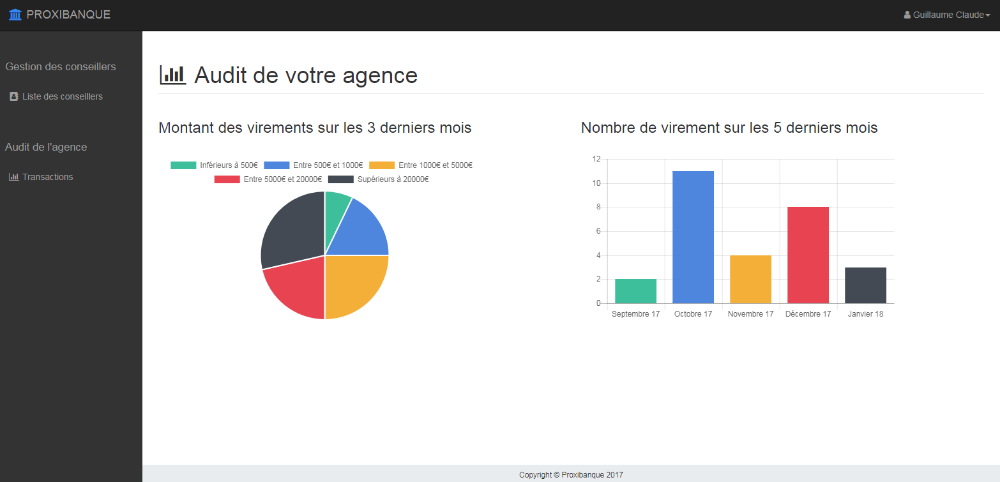 PROXIBANQUE
Guillaume Claude
Gestion des conseillers
Liste des conseillers
Audit de l'agence
Transactions
Audit de votre agence
Montant des virements sur les 3 derniers mois
Inférieurs à 500€ Entre 500€ et 1000€ Entre 1000€ et 5000€
Entre 5000€ et 20000€ Supérieurs à 20000€
Nombre de virement sur les 5 derniers mois
12
10
8
6
4
2
0
Septembre 17 Octobre 17 Novembre 17 Décembre 17 Janvier 18
Copyright © Proxibanque 2017